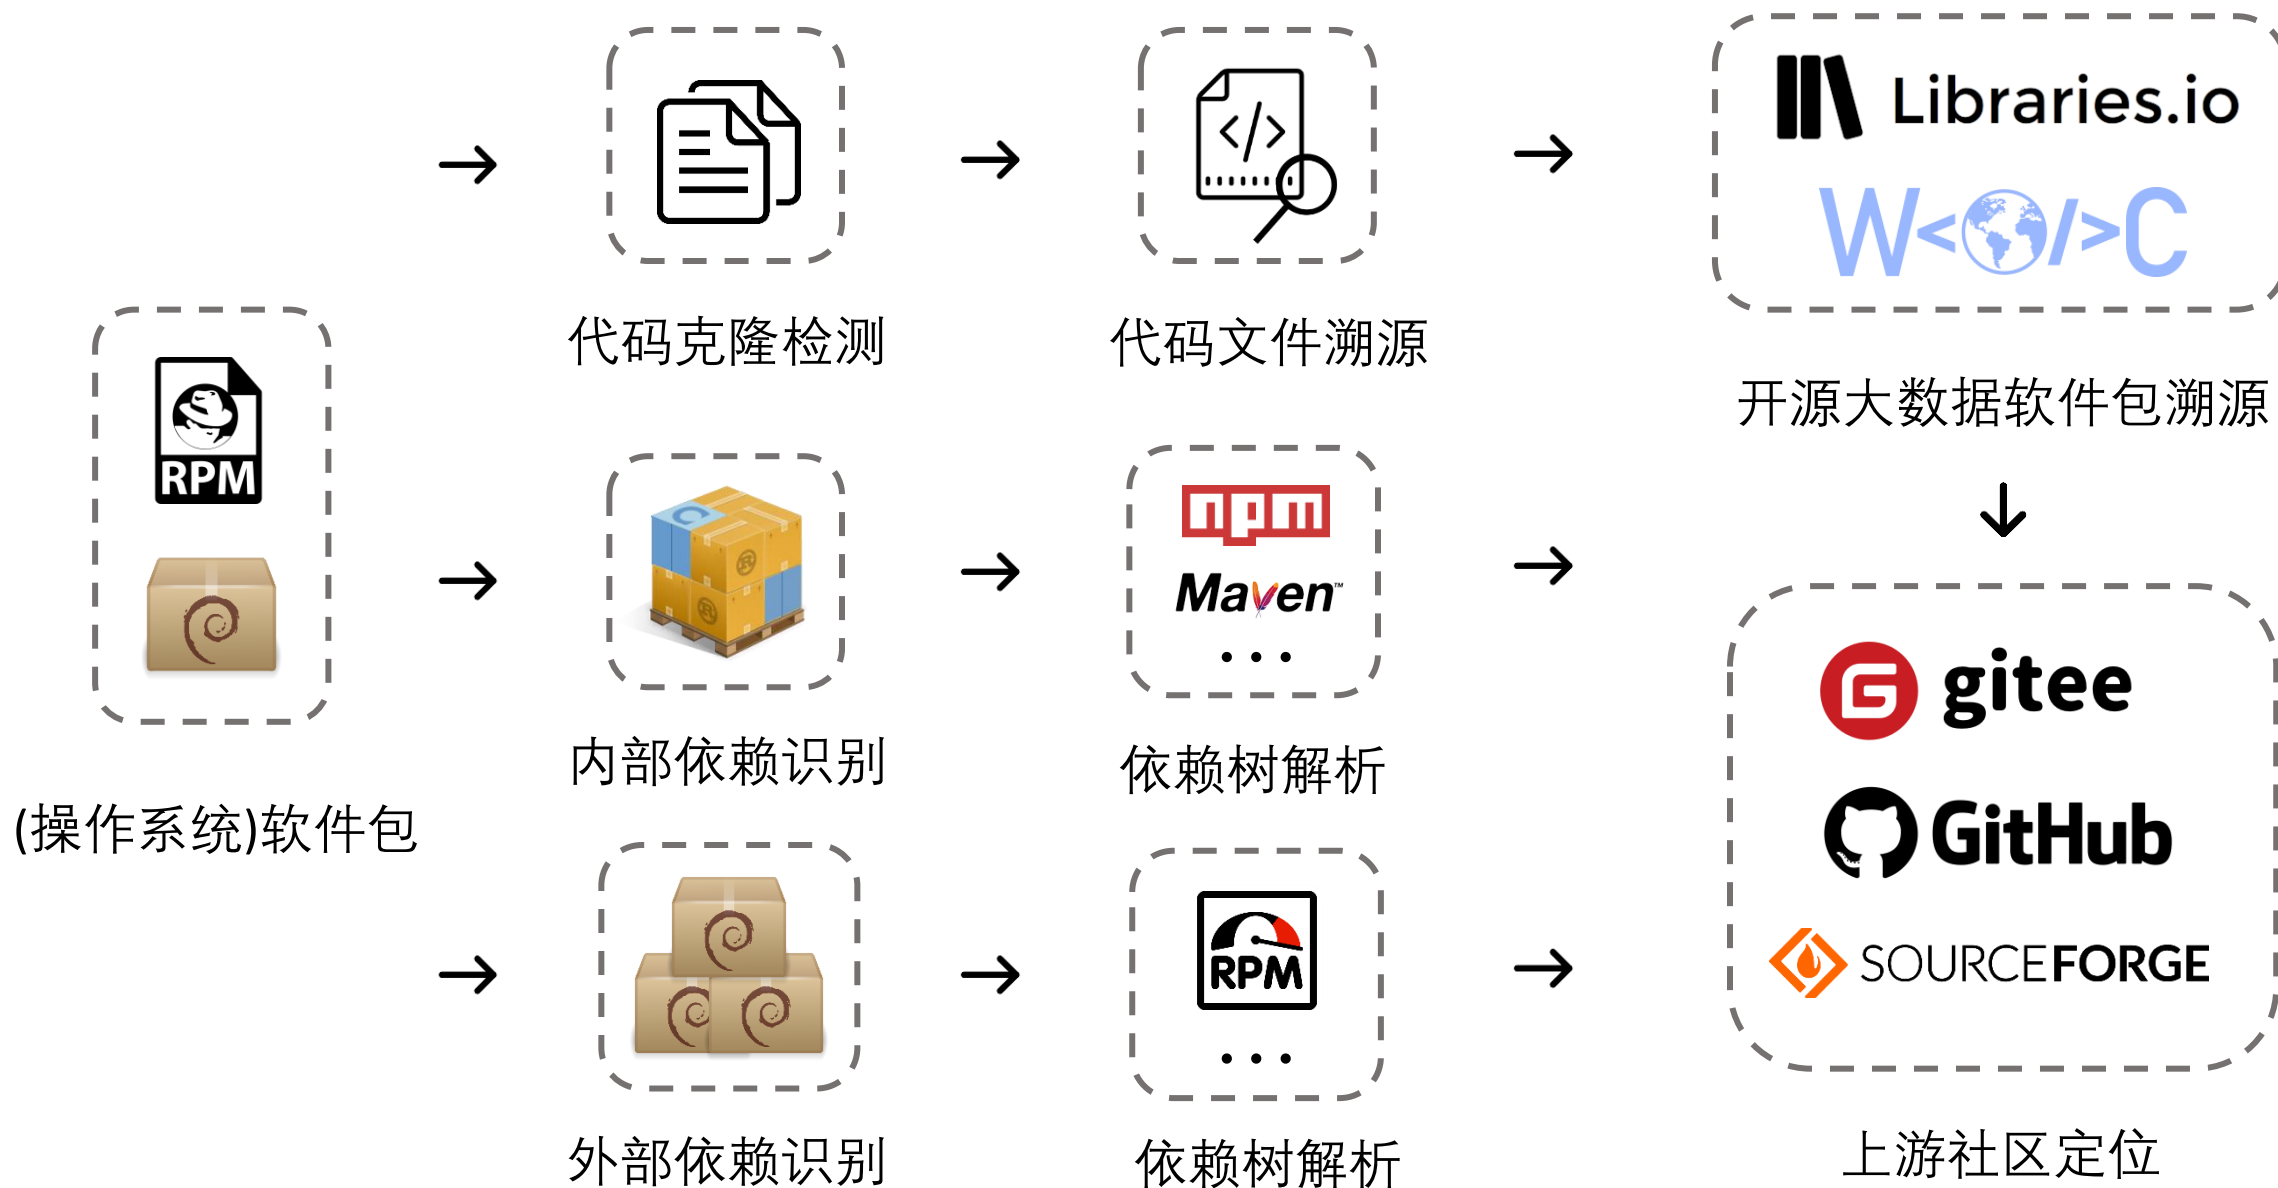 Libraries.io
W<>/>C
代码克隆检测
代码文件溯源
开源大数据软件包溯源
RPM
npm
Maven™
...
内部依赖识别
依赖树解析
(操作系统)软件包
gitee
GitHub
SOURCEFORGE
RPM
...
外部依赖识别
依赖树解析
上游社区定位